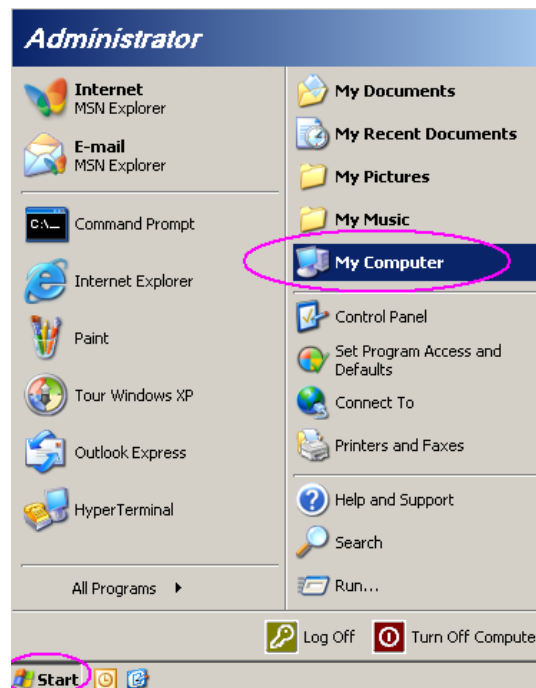 Administrator
Internet
MSN Explorer
E-mail
MSN Explorer
Command Prompt
Internet Explorer
Paint
Tour Windows XP
Outlook Express
HyperTerminal
All Programs
My Documents
My Recent Documents
My Pictures
My Music
My Computer
Control Panel
Set Program Access and
Defaults
Connect To
Printers and Faxes
Help and Support
Search
Run...
Log Off
Turn Off Compute
Start